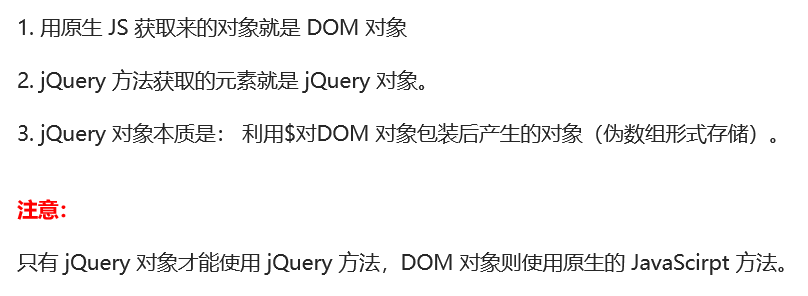 1. 用原生 JS 获取来的对象就是 DOM 对象
2. jQuery 方法获取的元素就是 jQuery 对象。
3. jQuery 对象本质是： 利用$对DOM 对象包装后产生的对象（伪数组形式存储）。
注意：
只有 jQuery 对象才能使用 jQuery 方法，DOM 对象则使用原生的 JavaScirpt 方法。